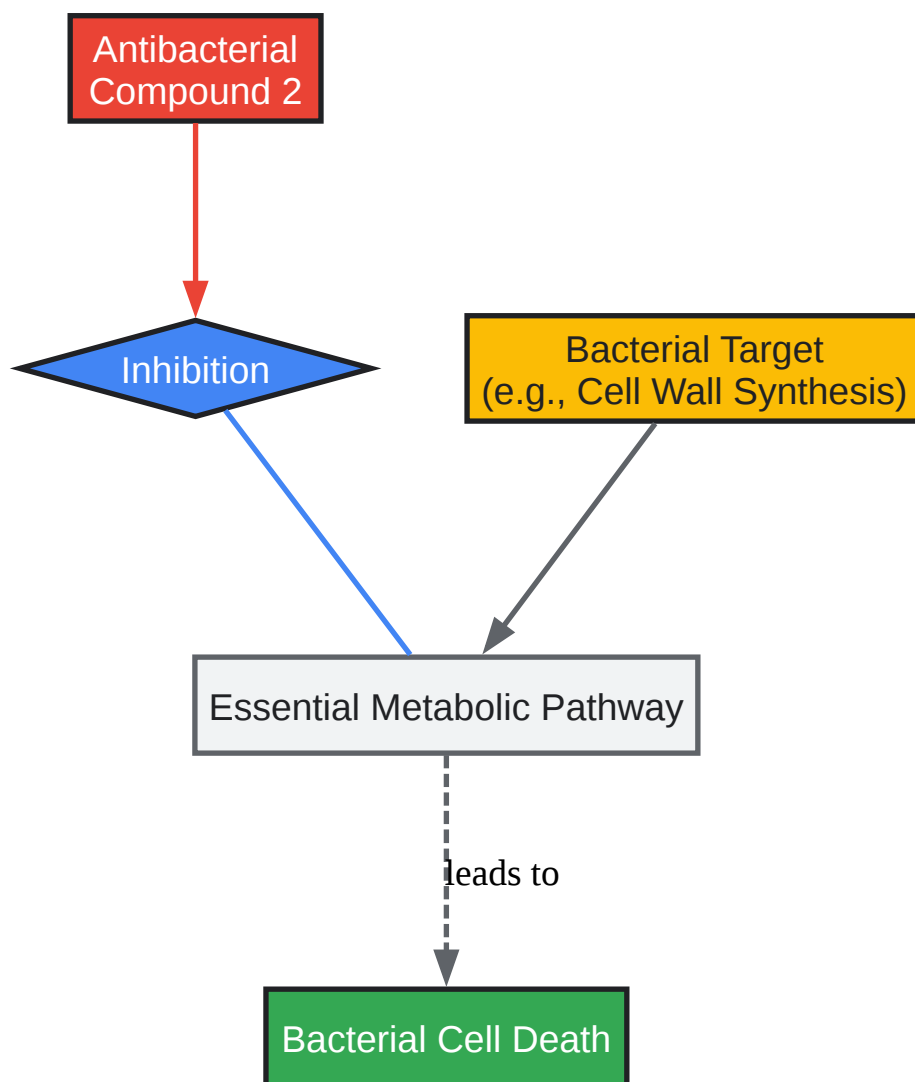 Antibacterial
Compound 2
Inhibition
Bacterial Target
(e.g., Cell Wall Synthesis)
Essential Metabolic Pathway
leads to
Bacterial Cell Death